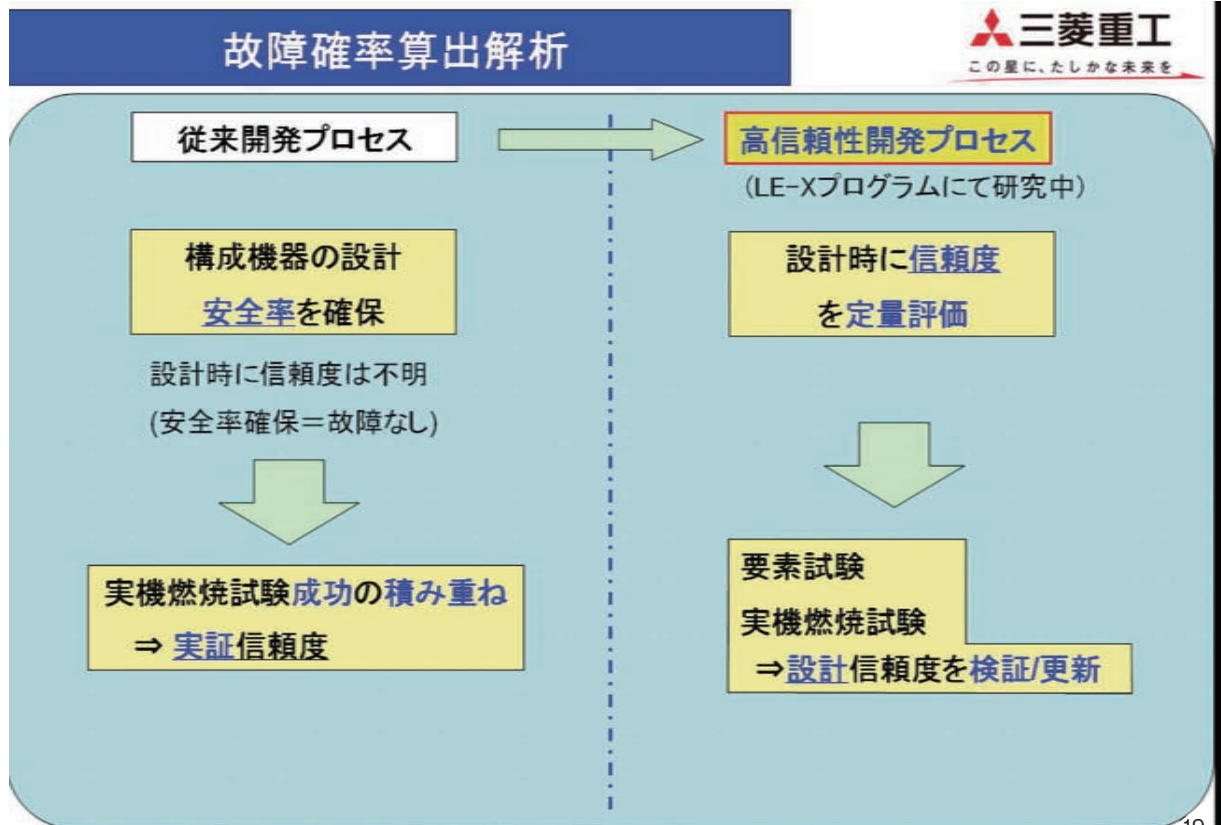 故障確率算出解析
三菱重工
この星に、たしかな未来を
従来開発プロセス
高信頼性開発プロセス
(LE-Xプログラムにて研究中)
構成機器の設計
安全率を確保
設計時に信頼度は不明
(安全率確保=故障なし)
実機燃焼試験成功の積み重ね
⇒ 実証信頼度
設計時に信頼度
を定量評価
要素試験
実機燃焼試験
⇒設計信頼度を検証/更新